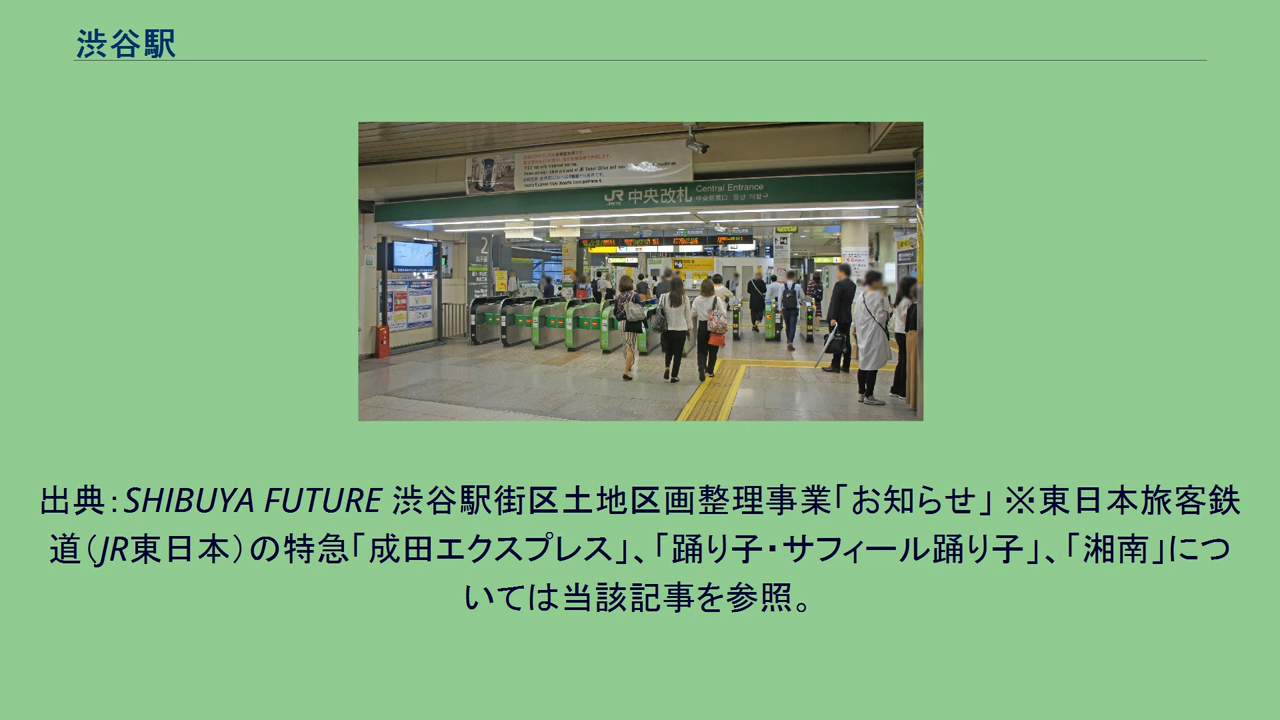 渋谷駅
JR 中央改札 Central Entrance
2
出典：SHIBUYA FUTURE 渋谷駅街区土地区画整理事業｢お知らせ｣ ※東日本旅客鉄
道（JR東日本）の特急｢成田エクスプレス｣、｢踊り子・サフィール踊り子｣、｢湘南｣につ
いては当該記事を参照。